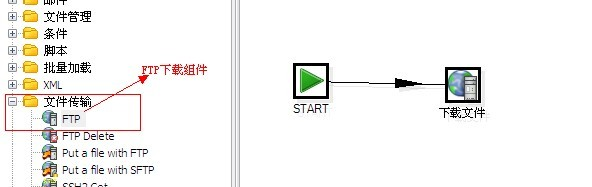 邮件
文件管理
条件
脚本
批量加载
XML
文件传输
FTP
FTP Delete
Put a file with FTP
Put a file with SFTP
SSH2 Get
FTP下载组件
START
下载文件